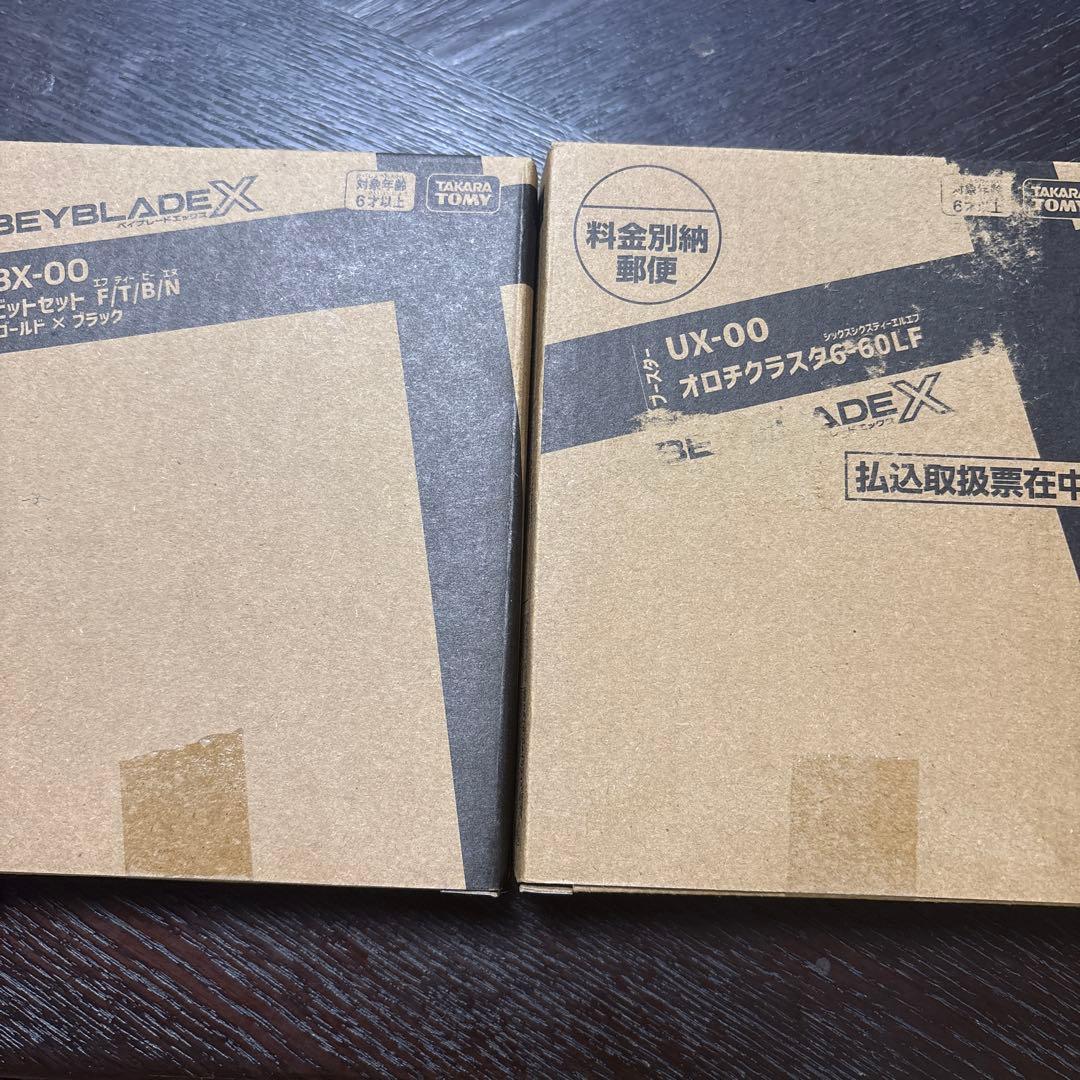 BEYBLADE X
ベイブレードエックス
対象年齢
6才以上
TAKARA
TOMY
BX-00
エフ ティー ビー エヌ
ビットセット F/T/B/N
ゴールド × ブラック
料金別納
郵便
対象年齢
6才以上
TAKARA
TOMY
ブースター
UX-00
シックスシクスティーエルエフ
オロチクラスタ6-60LF
BE ADE X
ードエックス
払込取扱票在中